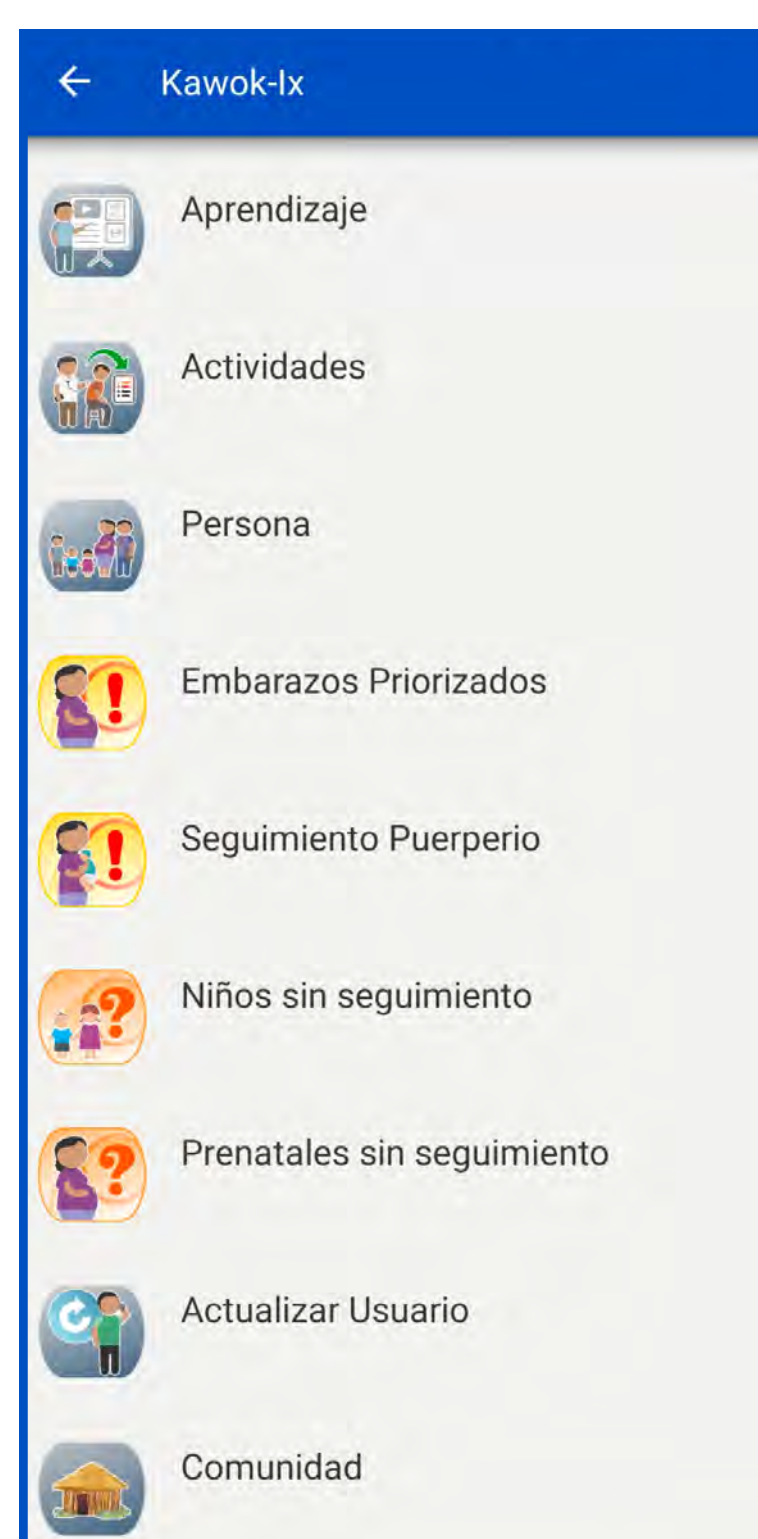 Kawok-Ix
Aprendizaje
Actividades
Persona
Embarazos Priorizados
Seguimiento Puerperio
Niños sin seguimiento
Prenatales sin seguimiento
Actualizar Usuario
Comunidad